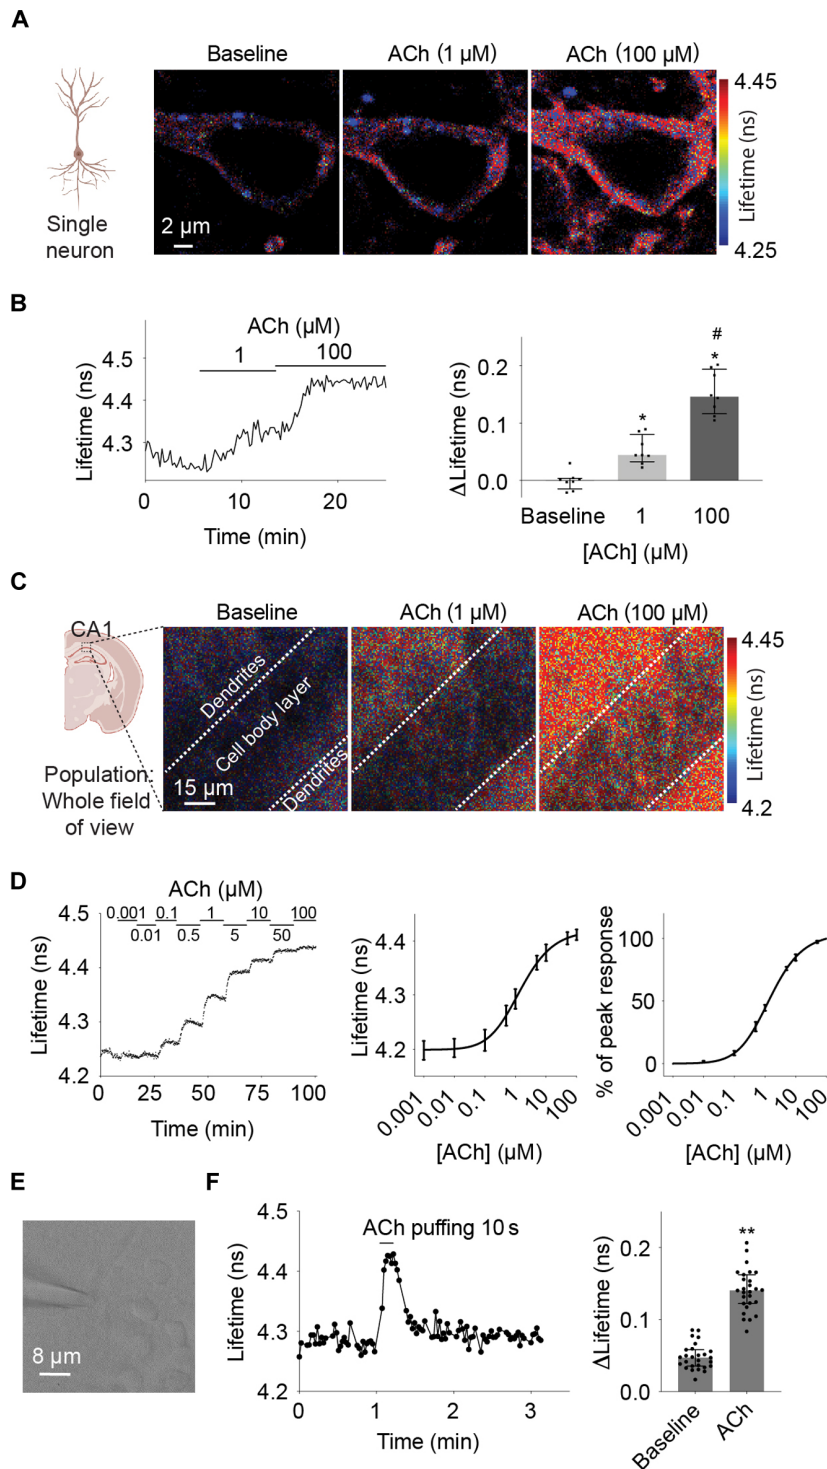 A
Baseline
ACh (1 µM)
ACh (100 µM)
Single
neuron
2 µm
4.45
Lifetime (ns)
4.25
B
ACh (µM)
1
100
4.5
4.4
4.3
Lifetime (ns)
0
10
20
Time (min)
ΔLifetime (ns)
0.2
0.1
0.0
*
#
*
Baseline
1
100
[ACh] (µM)
C
CA1
Baseline
ACh (1 µM)
ACh (100 µM)
Population:
Whole field
of view
Dendrites
Cell body layer
Dendrites
15 µm
4.45
Lifetime (ns)
4.2
D
ACh (µM)
0.001
0.1
1
10
100
0.01
0.5
5
50
4.5
4.4
4.3
4.2
Lifetime (ns)
0
25
50
75
100
Time (min)
Lifetime (ns)
4.4
4.3
4.2
0.001
0.01
0.1
1
10
100
[ACh] (µM)
% of peak response
100
50
0
0.001
0.01
0.1
1
10
100
[ACh] (µM)
E
8 µm
F
4.5
4.4
4.3
4.2
Lifetime (ns)
ACh puffing 10 s
0
1
2
3
Time (min)
ΔLifetime (ns)
0.2
0.1
0.0
**
Baseline
ACh